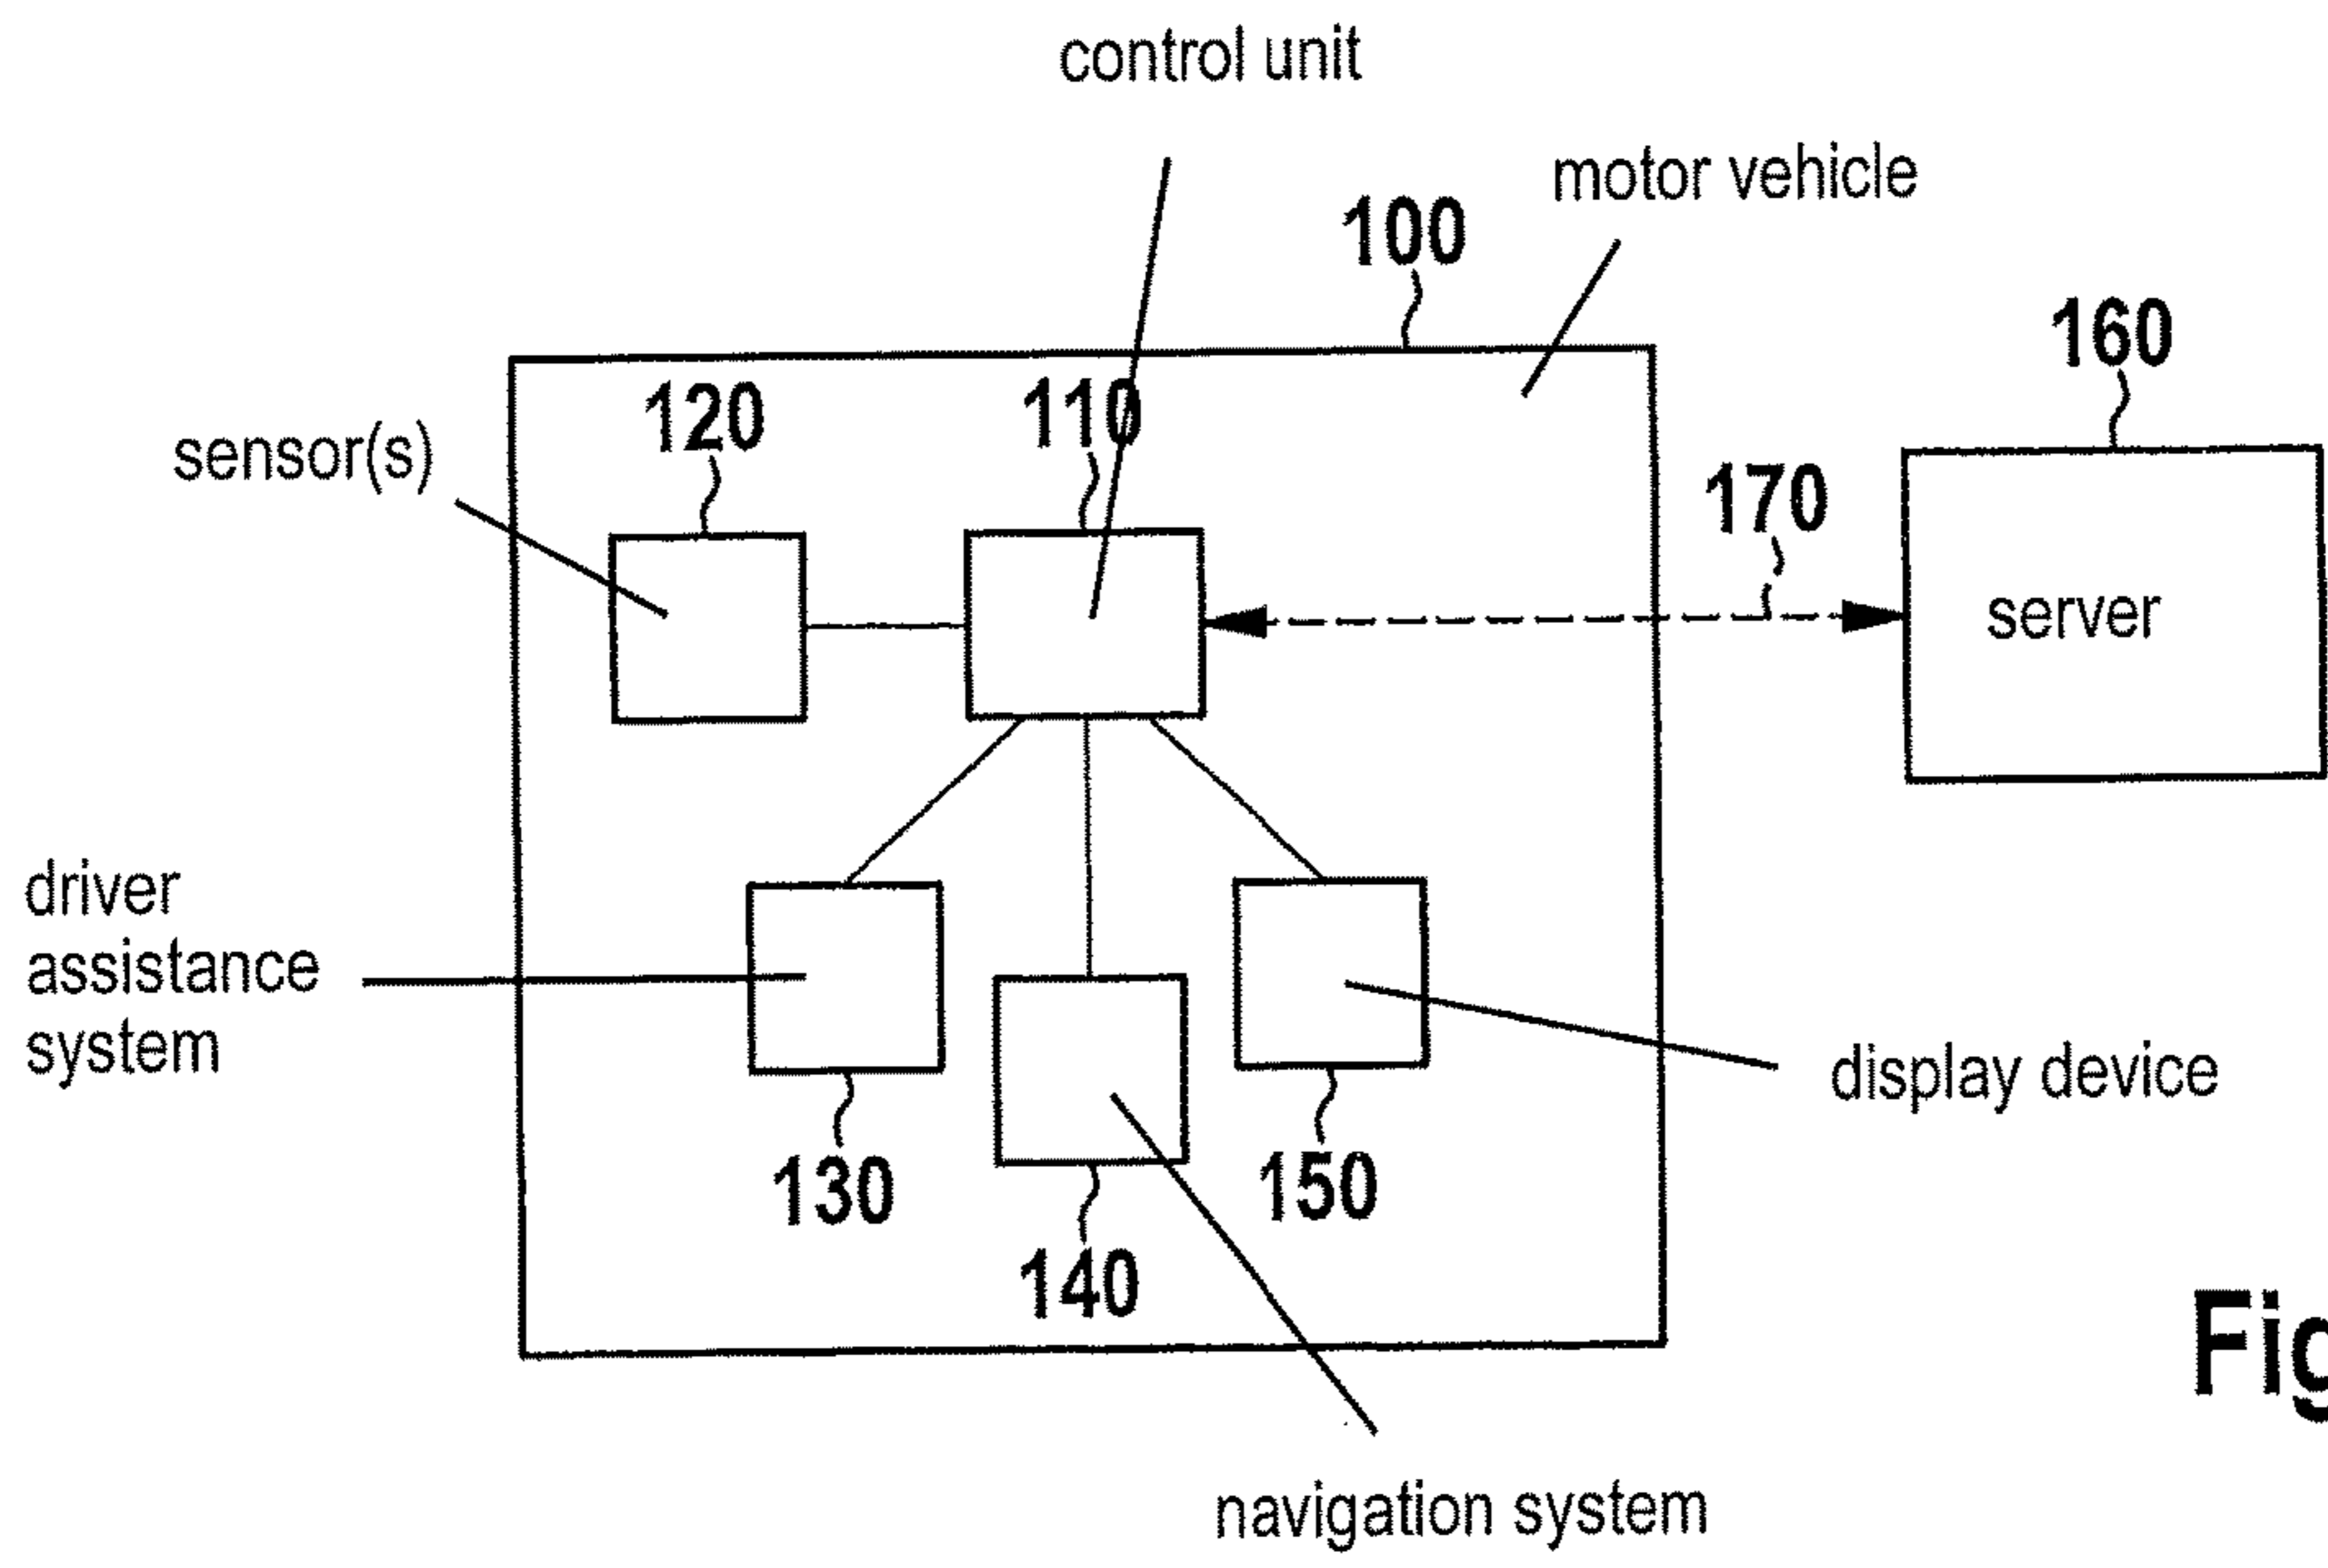 control unit
motor vehicle
100
160
120
110
sensor(s)
170
server
driver
assistance
system
display device
130
150
140
Fig
navigation system